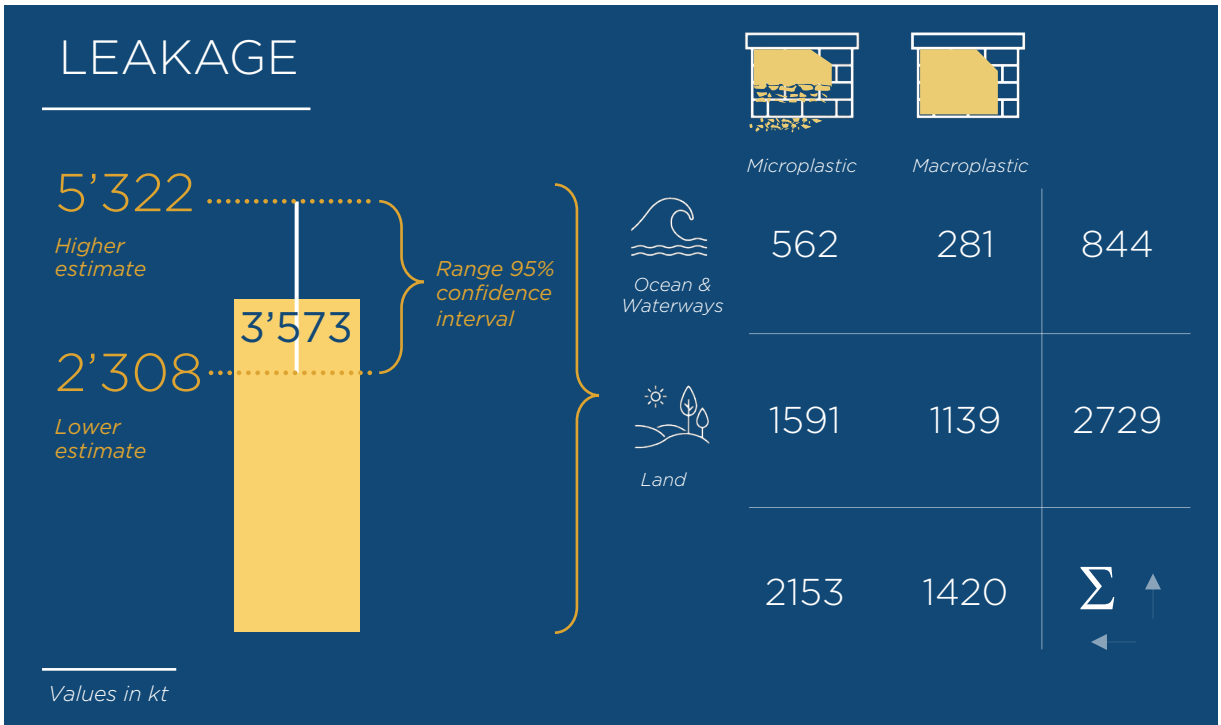 LEAKAGE
5’322
Higher
estimate
3’573
2’308
Lower
estimate
Range 95%
confidence
interval
Microplastic Macroplastic
Ocean &
Waterways
562 281 844
Land
1591 1139 2729
2153 1420 Σ
Values in kt